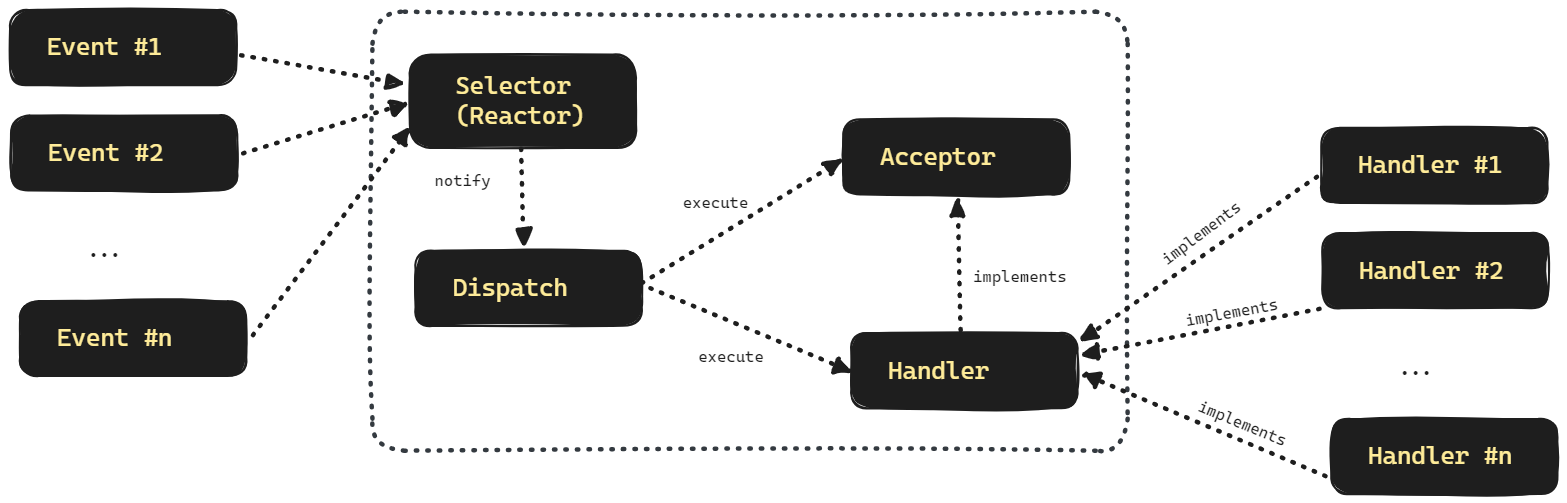 Event #1
Event #2
...
Event #n
Selector
(Reactor)
notify
Dispatch
execute
execute
Acceptor
implements
Handler
implements
implements
implements
Handler #1
Handler #2
...
Handler #n